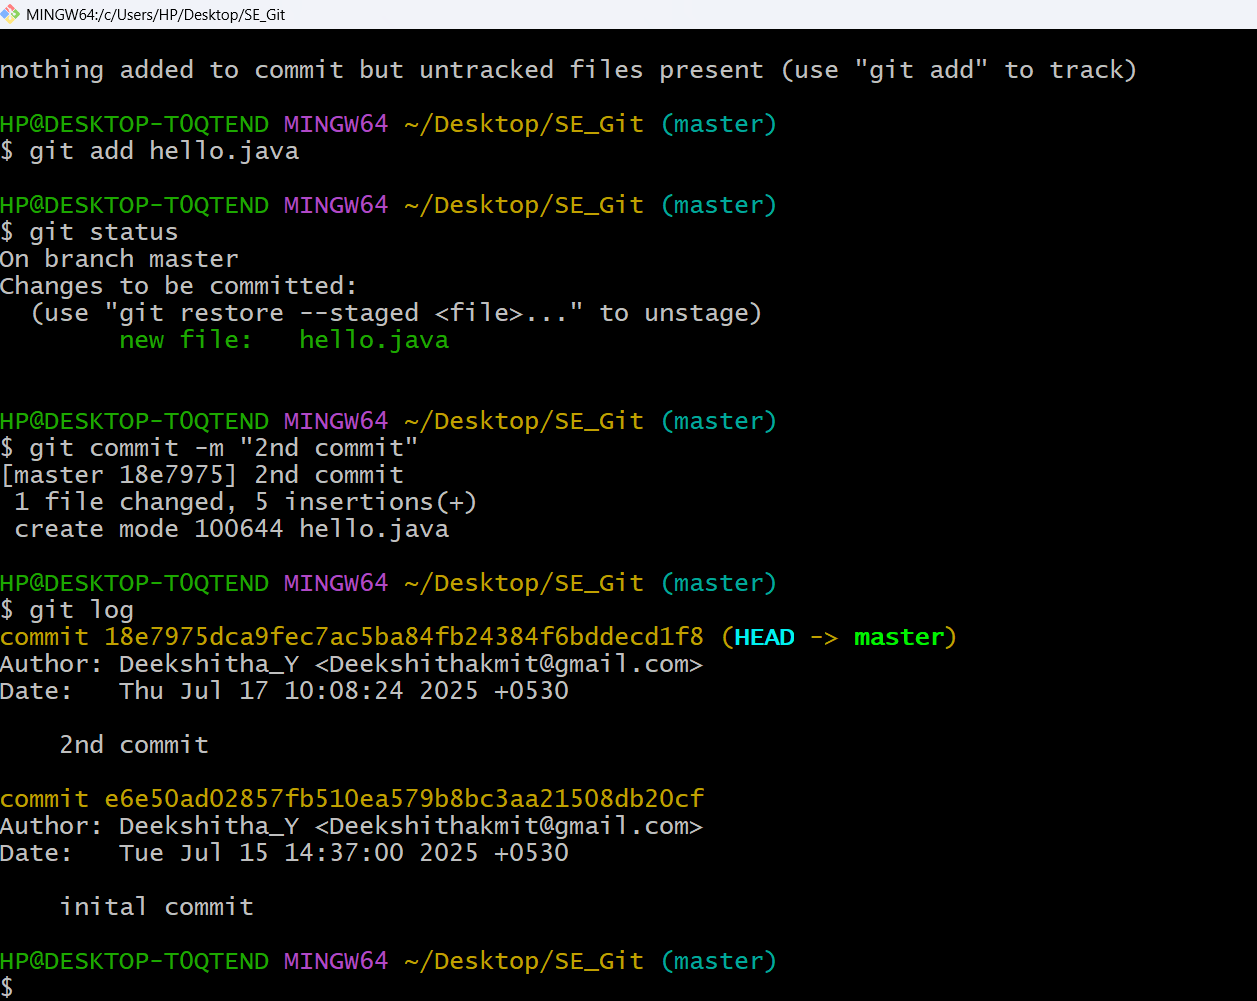 MINGW64:/c/Users/HP/Desktop/SE_Git
nothing added to commit but untracked files present (use "git add" to track)
HP@DESKTOP-T0QTEND MINGW64 ~/Desktop/SE_Git (master)
$ git add hello.java
HP@DESKTOP-T0QTEND MINGW64 ~/Desktop/SE_Git (master)
$ git status
On branch master
Changes to be committed:
  (use "git restore --staged <file>..." to unstage)
        new file:   hello.java
HP@DESKTOP-T0QTEND MINGW64 ~/Desktop/SE_Git (master)
$ git commit -m "2nd commit"
[master 18e7975] 2nd commit
 1 file changed, 5 insertions(+)
 create mode 100644 hello.java
HP@DESKTOP-T0QTEND MINGW64 ~/Desktop/SE_Git (master)
$ git log
commit 18e7975dca9fec7ac5ba84fb24384f6bddecd1f8 (HEAD -> master)
Author: Deekshitha_Y <Deekshithakmit@gmail.com>
Date:   Thu Jul 17 10:08:24 2025 +0530
    2nd commit
commit e6e50ad02857fb510ea579b8bc3aa21508db20cf
Author: Deekshitha_Y <Deekshithakmit@gmail.com>
Date:   Tue Jul 15 14:37:00 2025 +0530
    inital commit
HP@DESKTOP-T0QTEND MINGW64 ~/Desktop/SE_Git (master)
$